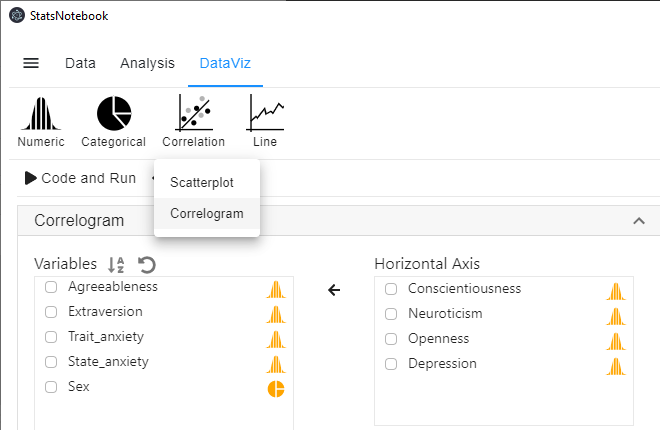 StatsNotebook
Data Analysis DataViz
Numeric Categorical Correlation Line
Code and Run
Scatterplot
Correlogram
Correlogram
Variables A Z
Agreeableness
Extraversion
Trait_anxiety
State_anxiety
Sex
Horizontal Axis
Conscientiousness
Neuroticism
Openness
Depression